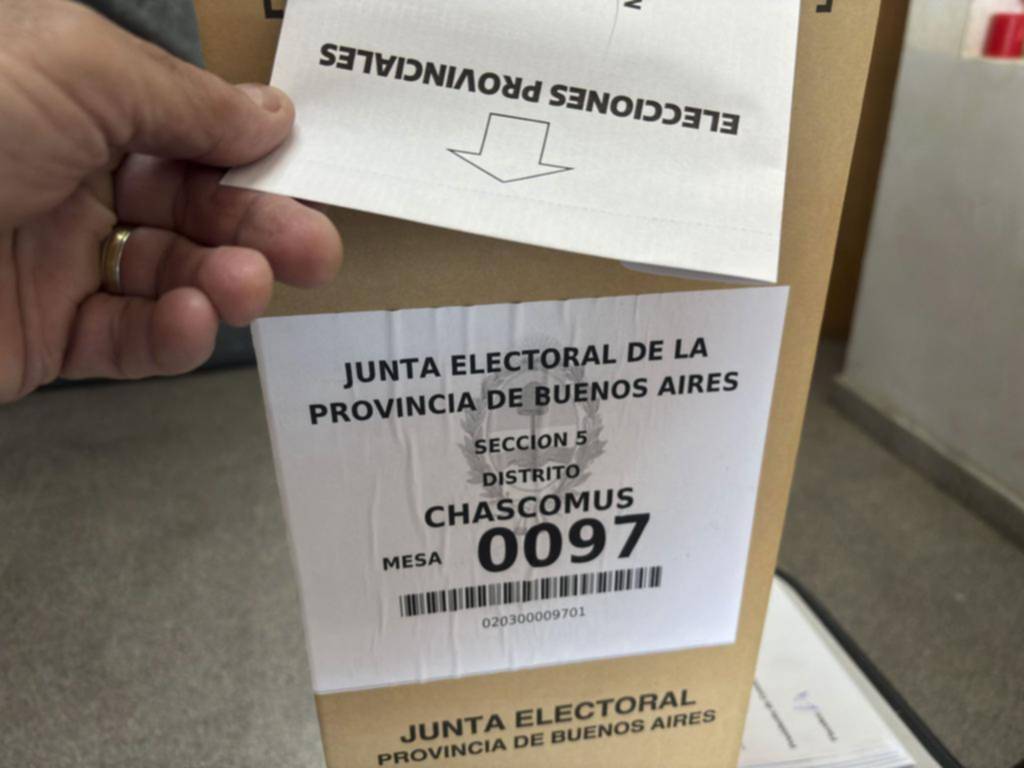 ELECCIONES PROVINCIALES
JUNTA ELECTORAL DE LA
PROVINCIA DE BUENOS AIRES
SECCION 5
DISTRITO
CHASCOMUS
MESA 0097
020300009701
JUNTA ELECTORAL
PROVINCIA DE BUENOS AIRES